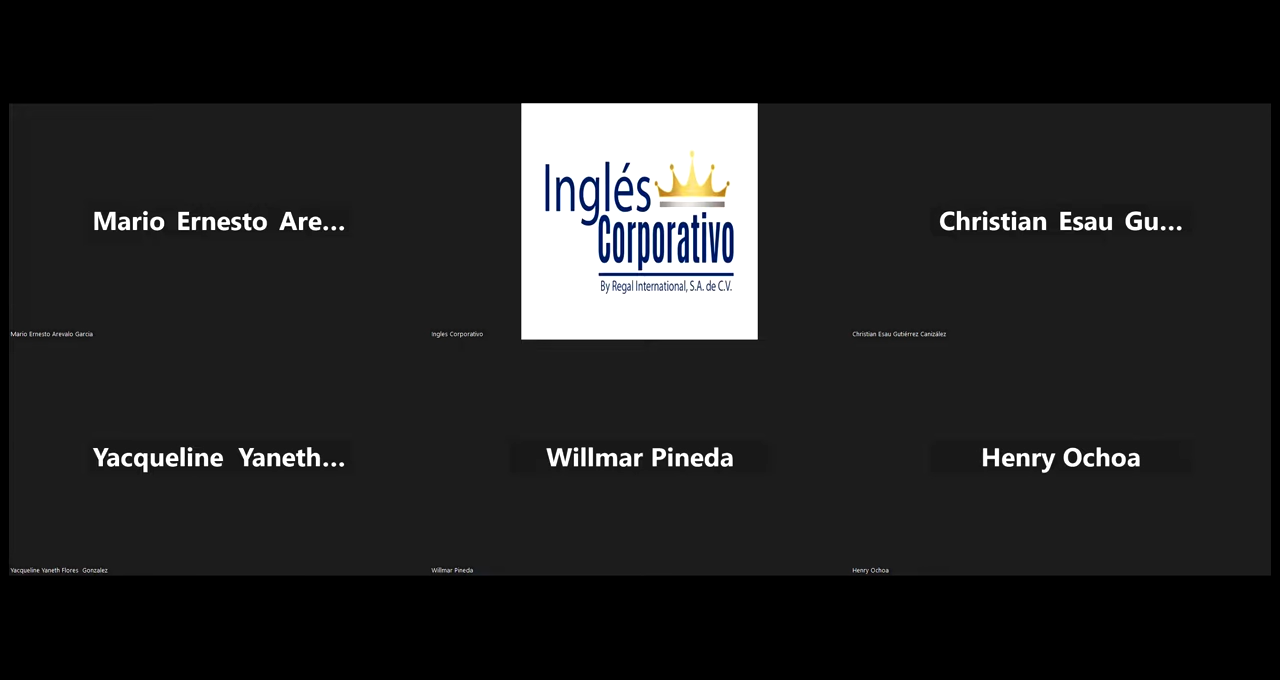 Mario Ernesto Are...
Mario Ernesto Arevalo Garcia
Inglés
Corporativo
By Regal International, S.A. de C.V.
Ingles Corporativo
Christian Esau Gu...
Christian Esau Gutiérrez Canizález
Yacqueline Yaneth...
Yacqueline Yaneth Flores Gonzalez
Willmar Pineda
Willmar Pineda
Henry Ochoa
Henry Ochoa